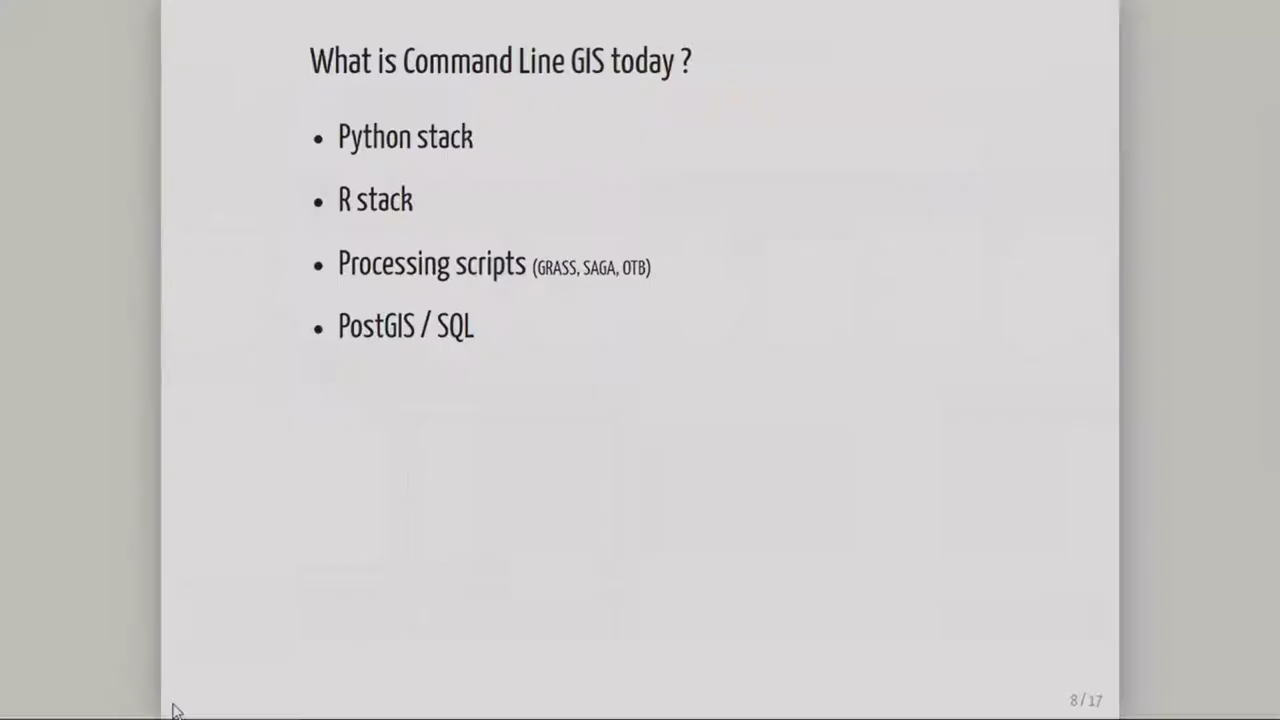 What is Command Line GIS today ?
• Python stack
• R stack
• Processing scripts (GRASS, SAGA, OTB)
• PostGIS / SQL
8 / 17